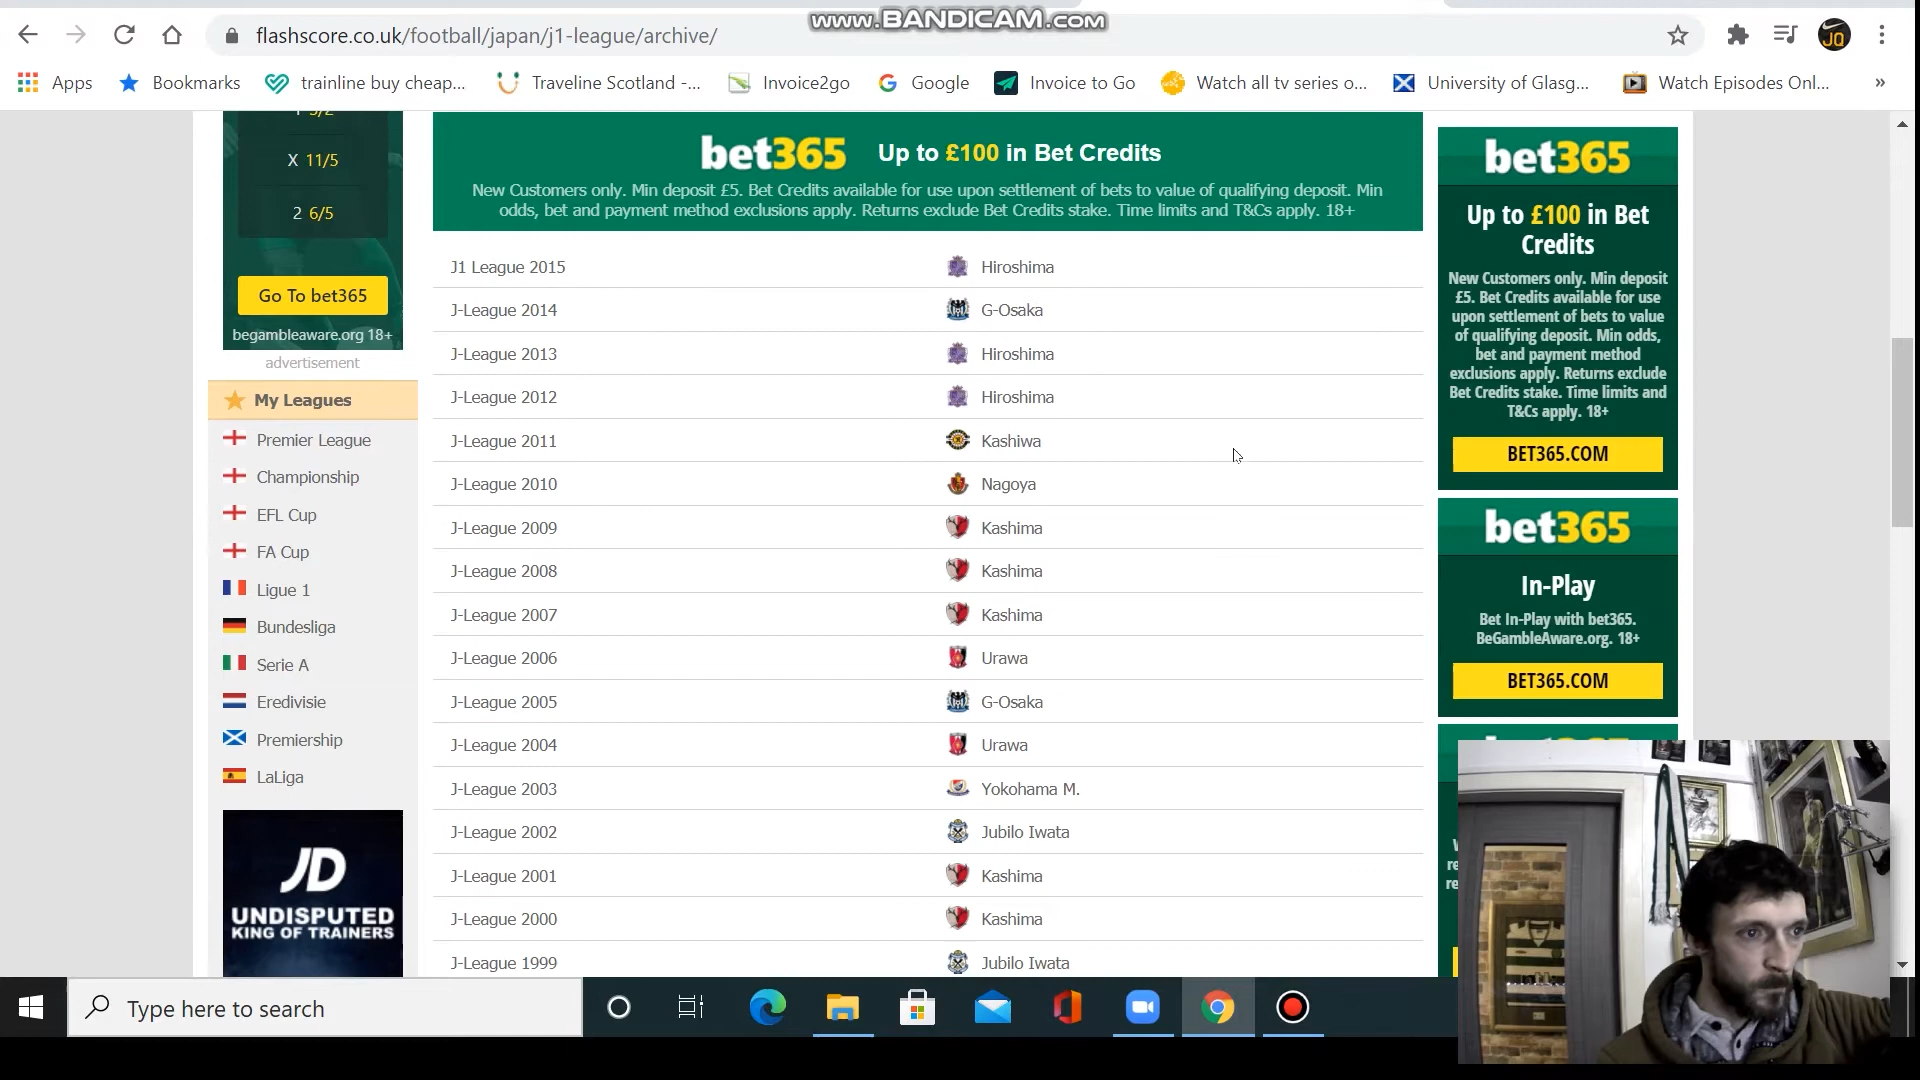 www.BANDICAM.com
flashscore.co.uk/football/japan/j1-league/archive/
JQ
Apps
Bookmarks
trainline buy cheap...
Traveline Scotland -...
Invoice2go
Google
Invoice to Go
Watch all tv series o...
University of Glasg...
Watch Episodes Onl...
»
X 11/5
2 6/5
Go To bet365
begambleaware.org 18+
advertisement
My Leagues
Premier League
Championship
EFL Cup
FA Cup
Ligue 1
Bundesliga
Serie A
Eredivisie
Premiership
LaLiga
JD
UNDISPUTED
KING OF TRAINERS
bet365 Up to £100 in Bet Credits
New Customers only. Min deposit £5. Bet Credits available for use upon settlement of bets to value of qualifying deposit. Min
odds, bet and payment method exclusions apply. Returns exclude Bet Credits stake. Time limits and T&Cs apply. 18+
J1 League 2015 Hiroshima
J-League 2014 G-Osaka
J-League 2013 Hiroshima
J-League 2012 Hiroshima
J-League 2011 Kashiwa
J-League 2010 Nagoya
J-League 2009 Kashima
J-League 2008 Kashima
J-League 2007 Kashima
J-League 2006 Urawa
J-League 2005 G-Osaka
J-League 2004 Urawa
J-League 2003 Yokohama M.
J-League 2002 Jubilo Iwata
J-League 2001 Kashima
J-League 2000 Kashima
J-League 1999 Jubilo Iwata
bet365
Up to £100 in Bet
Credits
New Customers only. Min deposit
£5. Bet Credits available for use
upon settlement of bets to value
of qualifying deposit. Min odds,
bet and payment method
exclusions apply. Returns exclude
Bet Credits stake. Time limits and
T&Cs apply. 18+
BET365.COM
bet365
In-Play
Bet In-Play with bet365.
BeGambleAware.org. 18+
BET365.COM
Type here to search